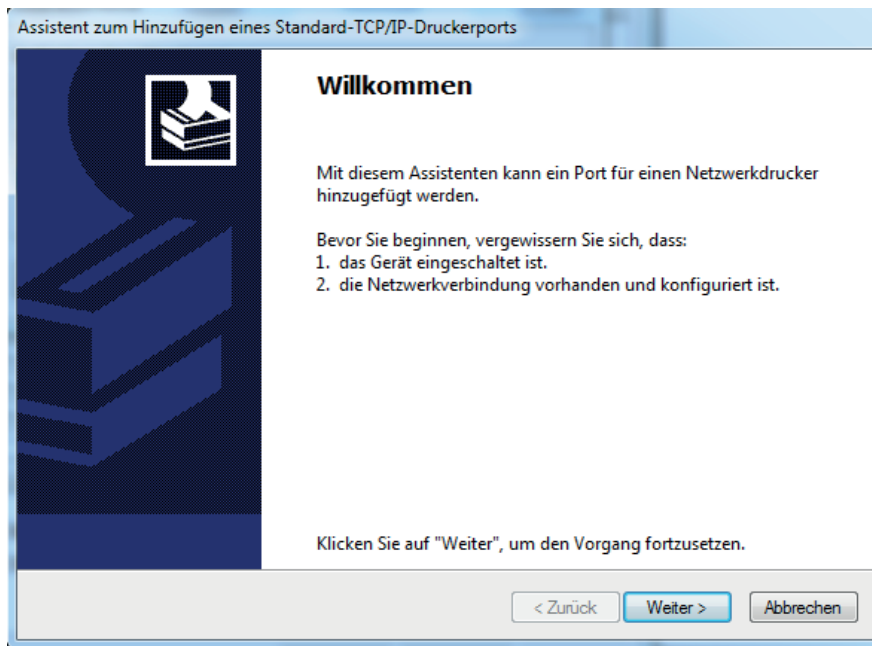 Assistent zum Hinzufügen eines Standard-TCP/IP-Druckerports
Willkommen
Mit diesem Assistenten kann ein Port für einen Netzwerkdrucker
hinzugefügt werden.
Bevor Sie beginnen, vergewissern Sie sich, dass:
1. das Gerät eingeschaltet ist.
2. die Netzwerkverbindung vorhanden und konfiguriert ist.
Klicken Sie auf "Weiter", um den Vorgang fortzusetzen.
< Zurück Weiter > Abbrechen